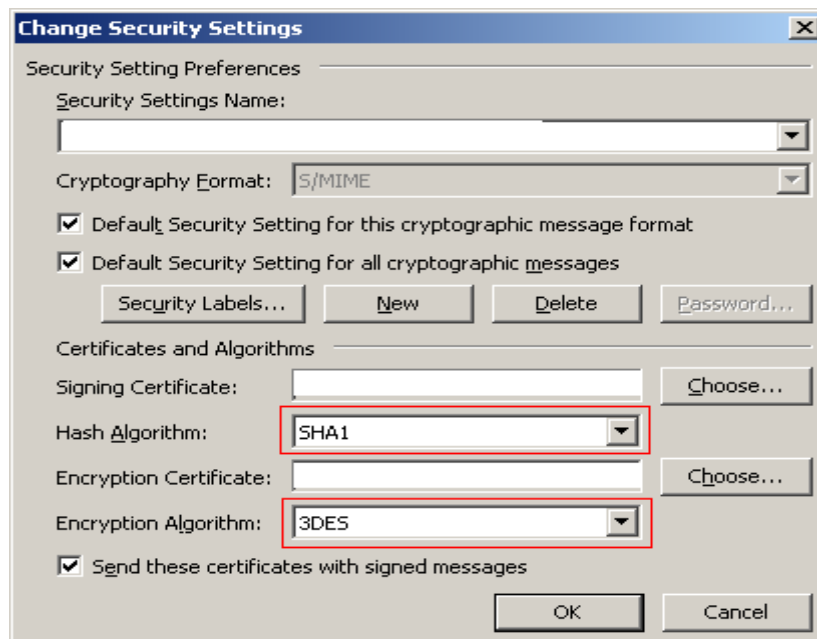 Change Security Settings
Security Setting Preferences
Security Settings Name:
Cryptography Format: S/MIME
Default Security Setting for this cryptographic message format
Default Security Setting for all cryptographic messages
Security Labels... New Delete Password...
Certificates and Algorithms
Signing Certificate: Choose...
Hash Algorithm: SHA1
Encryption Certificate: Choose...
Encryption Algorithm: 3DES
Send these certificates with signed messages
OK Cancel